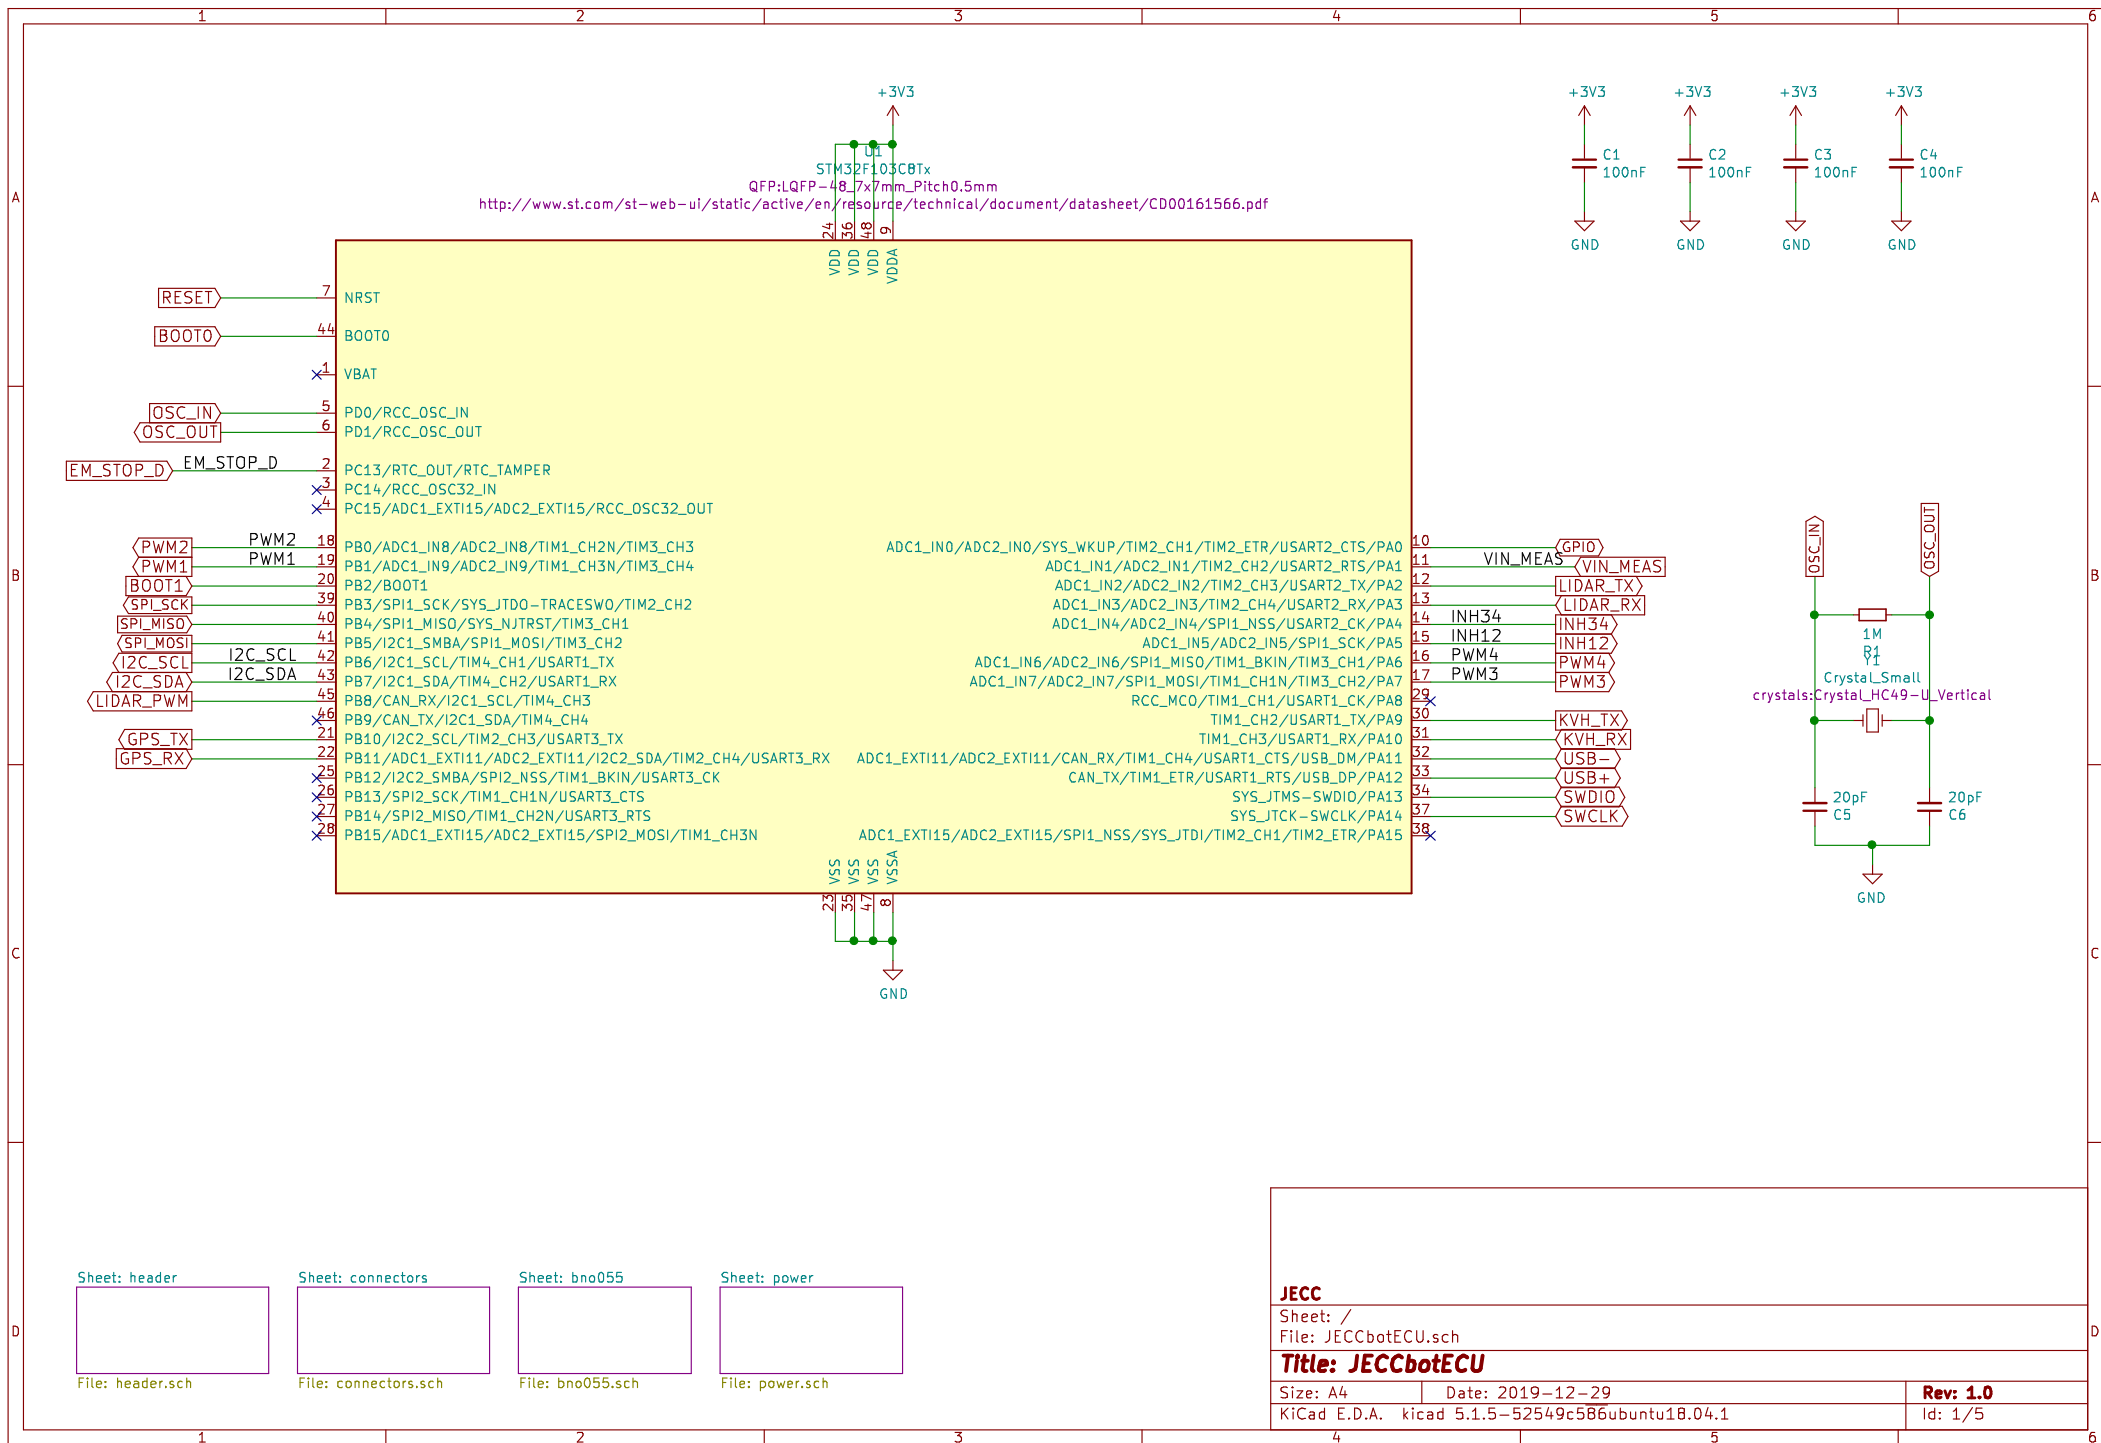 1 2 3 4 5 6
A
B
C
D
A
B
C
D
1 2 3 4 5 6
+3V3
U1
STM32F103C8Tx
QFP:LQFP-48_7x7mm_Pitch0.5mm
http://www.st.com/st-web-ui/static/active/en/resource/technical/document/datasheet/CD00161566.pdf
24 36 48 9
VDD VDD VDD VDDA
RESET 7 NRST
BOOT0 44 BOOT0
1 VBAT
OSC_IN 5 PD0/RCC_OSC_IN
OSC_OUT 6 PD1/RCC_OSC_OUT
EM_STOP_D EM_STOP_D 2 PC13/RTC_OUT/RTC_TAMPER
3 PC14/RCC_OSC32_IN
4 PC15/ADC1_EXTI15/ADC2_EXTI15/RCC_OSC32_OUT
PWM2 PWM2 18 PB0/ADC1_IN8/ADC2_IN8/TIM1_CH2N/TIM3_CH3
PWM1 PWM1 19 PB1/ADC1_IN9/ADC2_IN9/TIM1_CH3N/TIM3_CH4
BOOT1 20 PB2/BOOT1
SPI_SCK 39 PB3/SPI1_SCK/SYS_JTDO-TRACESWO/TIM2_CH2
SPI_MISO 40 PB4/SPI1_MISO/SYS_NJTRST/TIM3_CH1
SPI_MOSI 41 PB5/I2C1_SMBA/SPI1_MOSI/TIM3_CH2
I2C_SCL I2C_SCL 42 PB6/I2C1_SCL/TIM4_CH1/USART1_TX
I2C_SDA I2C_SDA 43 PB7/I2C1_SDA/TIM4_CH2/USART1_RX
LIDAR_PWM 45 PB8/CAN_RX/I2C1_SCL/TIM4_CH3
46 PB9/CAN_TX/I2C1_SDA/TIM4_CH4
GPS_TX 21 PB10/I2C2_SCL/TIM2_CH3/USART3_TX
GPS_RX 22 PB11/ADC1_EXTI11/ADC2_EXTI11/I2C2_SDA/TIM2_CH4/USART3_RX
25 PB12/I2C2_SMBA/SPI2_NSS/TIM1_BKIN/USART3_CK
26 PB13/SPI2_SCK/TIM1_CH1N/USART3_CTS
27 PB14/SPI2_MISO/TIM1_CH2N/USART3_RTS
28 PB15/ADC1_EXTI15/ADC2_EXTI15/SPI2_MOSI/TIM1_CH3N
ADC1_IN0/ADC2_IN0/SYS_WKUP/TIM2_CH1/TIM2_ETR/USART2_CTS/PA0 10 GPIO
ADC1_IN1/ADC2_IN1/TIM2_CH2/USART2_RTS/PA1 11 VIN_MEAS VIN_MEAS
ADC1_IN2/ADC2_IN2/TIM2_CH3/USART2_TX/PA2 12 LIDAR_TX
ADC1_IN3/ADC2_IN3/TIM2_CH4/USART2_RX/PA3 13 LIDAR_RX
ADC1_IN4/ADC2_IN4/SPI1_NSS/USART2_CK/PA4 14 INH34 INH34
ADC1_IN5/ADC2_IN5/SPI1_SCK/PA5 15 INH12 INH12
ADC1_IN6/ADC2_IN6/SPI1_MISO/TIM1_BKIN/TIM3_CH1/PA6 16 PWM4 PWM4
ADC1_IN7/ADC2_IN7/SPI1_MOSI/TIM1_CH1N/TIM3_CH2/PA7 17 PWM3 PWM3
RCC_MCO/TIM1_CH1/USART1_CK/PA8 29
TIM1_CH2/USART1_TX/PA9 30 KVH_TX
TIM1_CH3/USART1_RX/PA10 31 KVH_RX
ADC1_EXTI11/ADC2_EXTI11/CAN_RX/TIM1_CH4/USART1_CTS/USB_DM/PA11 32 USB-
CAN_TX/TIM1_ETR/USART1_RTS/USB_DP/PA12 33 USB+
SYS_JTMS-SWDIO/PA13 34 SWDIO
SYS_JTCK-SWCLK/PA14 37 SWCLK
ADC1_EXTI15/ADC2_EXTI15/SPI1_NSS/SYS_JTDI/TIM2_CH1/TIM2_ETR/PA15 38
VSS VSS VSS VSSA
23 35 47 8
GND
+3V3 +3V3 +3V3 +3V3
C1 C2 C3 C4
100nF 100nF 100nF 100nF
GND GND GND GND
OSC_IN OSC_OUT
1M
R1
Y1
Crystal_Small
crystals:Crystal_HC49-U_Vertical
20pF 20pF
C5 C6
GND
Sheet: header
File: header.sch
Sheet: connectors
File: connectors.sch
Sheet: bno055
File: bno055.sch
Sheet: power
File: power.sch
JECC
Sheet: /
File: JECCbotECU.sch
Title: JECCbotECU
Size: A4 Date: 2019-12-29 Rev: 1.0
KiCad E.D.A. kicad 5.1.5-52549c586ubuntu18.04.1 Id: 1/5